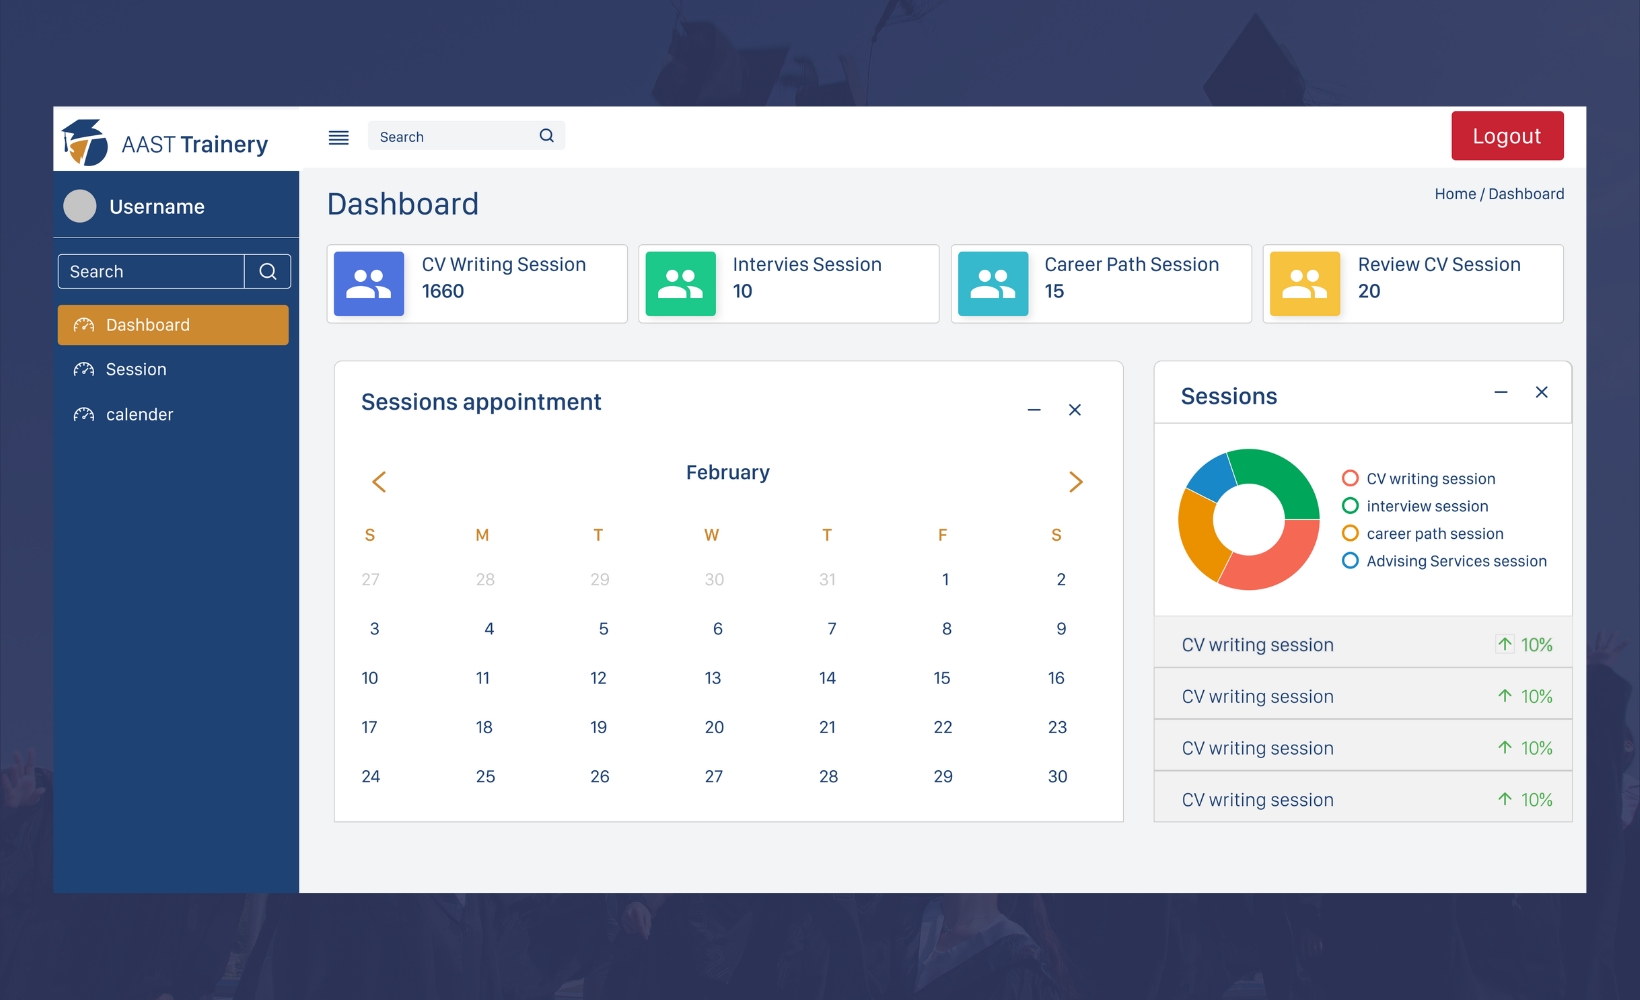 AAST Trainery
Search
Logout
Username
Search
Dashboard
Session
calender
Dashboard
Home / Dashboard
CV Writing Session
1660
Intervies Session
10
Career Path Session
15
Review CV Session
20
Sessions appointment
February
S M T W T F S
27 28 29 30 31 1 2
3 4 5 6 7 8 9
10 11 12 13 14 15 16
17 18 19 20 21 22 23
24 25 26 27 28 29 30
Sessions
CV writing session
interview session
career path session
Advising Services session
CV writing session 10%
CV writing session 10%
CV writing session 10%
CV writing session 10%